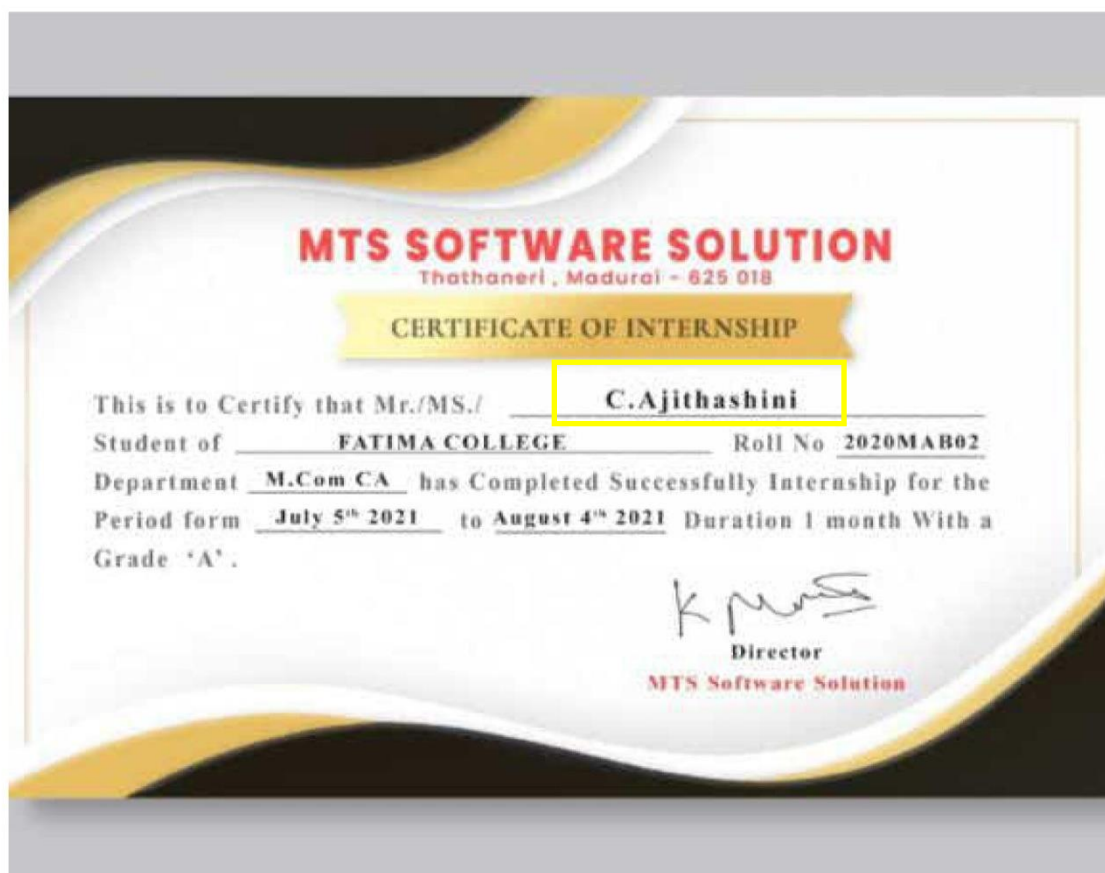 MTS SOFTWARE SOLUTION
Thathaneri , Madurai - 625 018
CERTIFICATE OF INTERNSHIP
This is to Certify that Mr./MS./ C.Ajithashini
Student of FATIMA COLLEGE Roll No 2020MAB02
Department M.Com CA has Completed Successfully Internship for the
Period form July 5th 2021 to August 4th 2021 Duration 1 month With a
Grade ‘A’ .
Director
MTS Software Solution